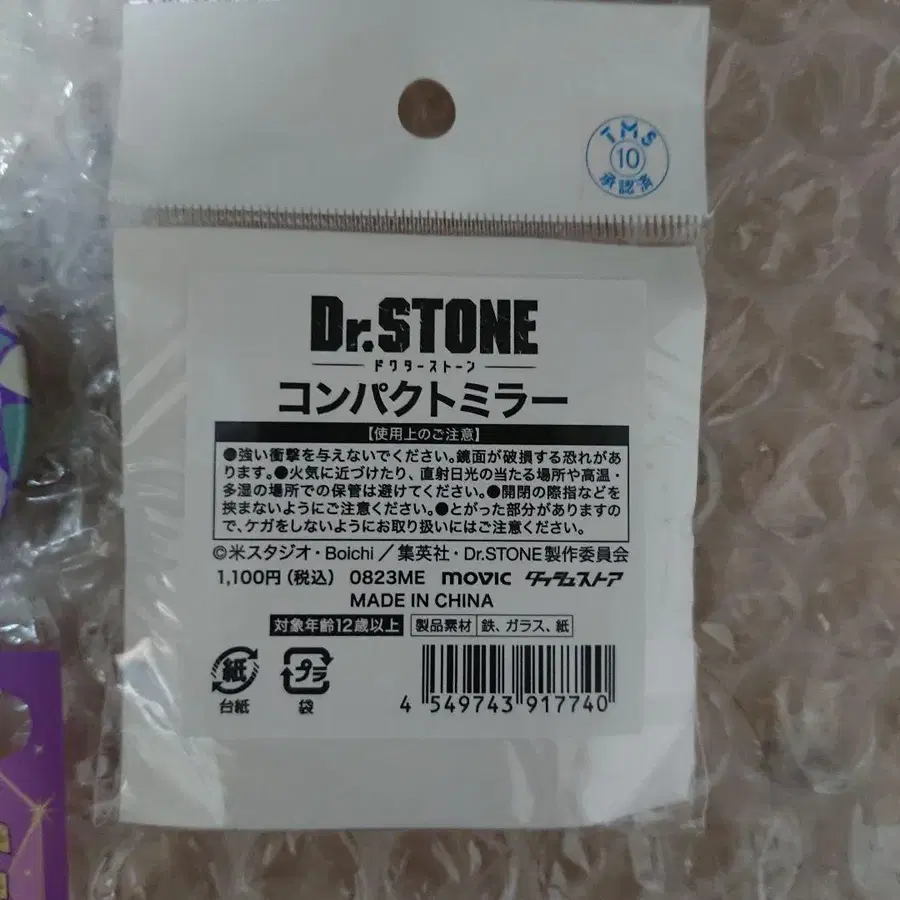 TMS
10
承認済
Dr.STONE
ドクターストーン
コンパクトミラー
【使用上のご注意】
●強い衝撃を与えないでください。鏡面が破損する恐れがあ
ります。●火気に近づけたり、直射日光の当たる場所や高温・
多湿の場所での保管は避けてください。●開閉の際指などを
挟まないようにご注意ください。●とがった部分がありますの
で、ケガをしないようにお取り扱いにはご注意ください。
©米スタジオ・Boichi／集英社・Dr.STONE製作委員会
1,100円（税込） 0823ME movic ダッシュストア
MADE IN CHINA
対象年齢12歳以上 製品素材 鉄、ガラス、紙
紙 プラ
台紙 袋
4 549743 917740